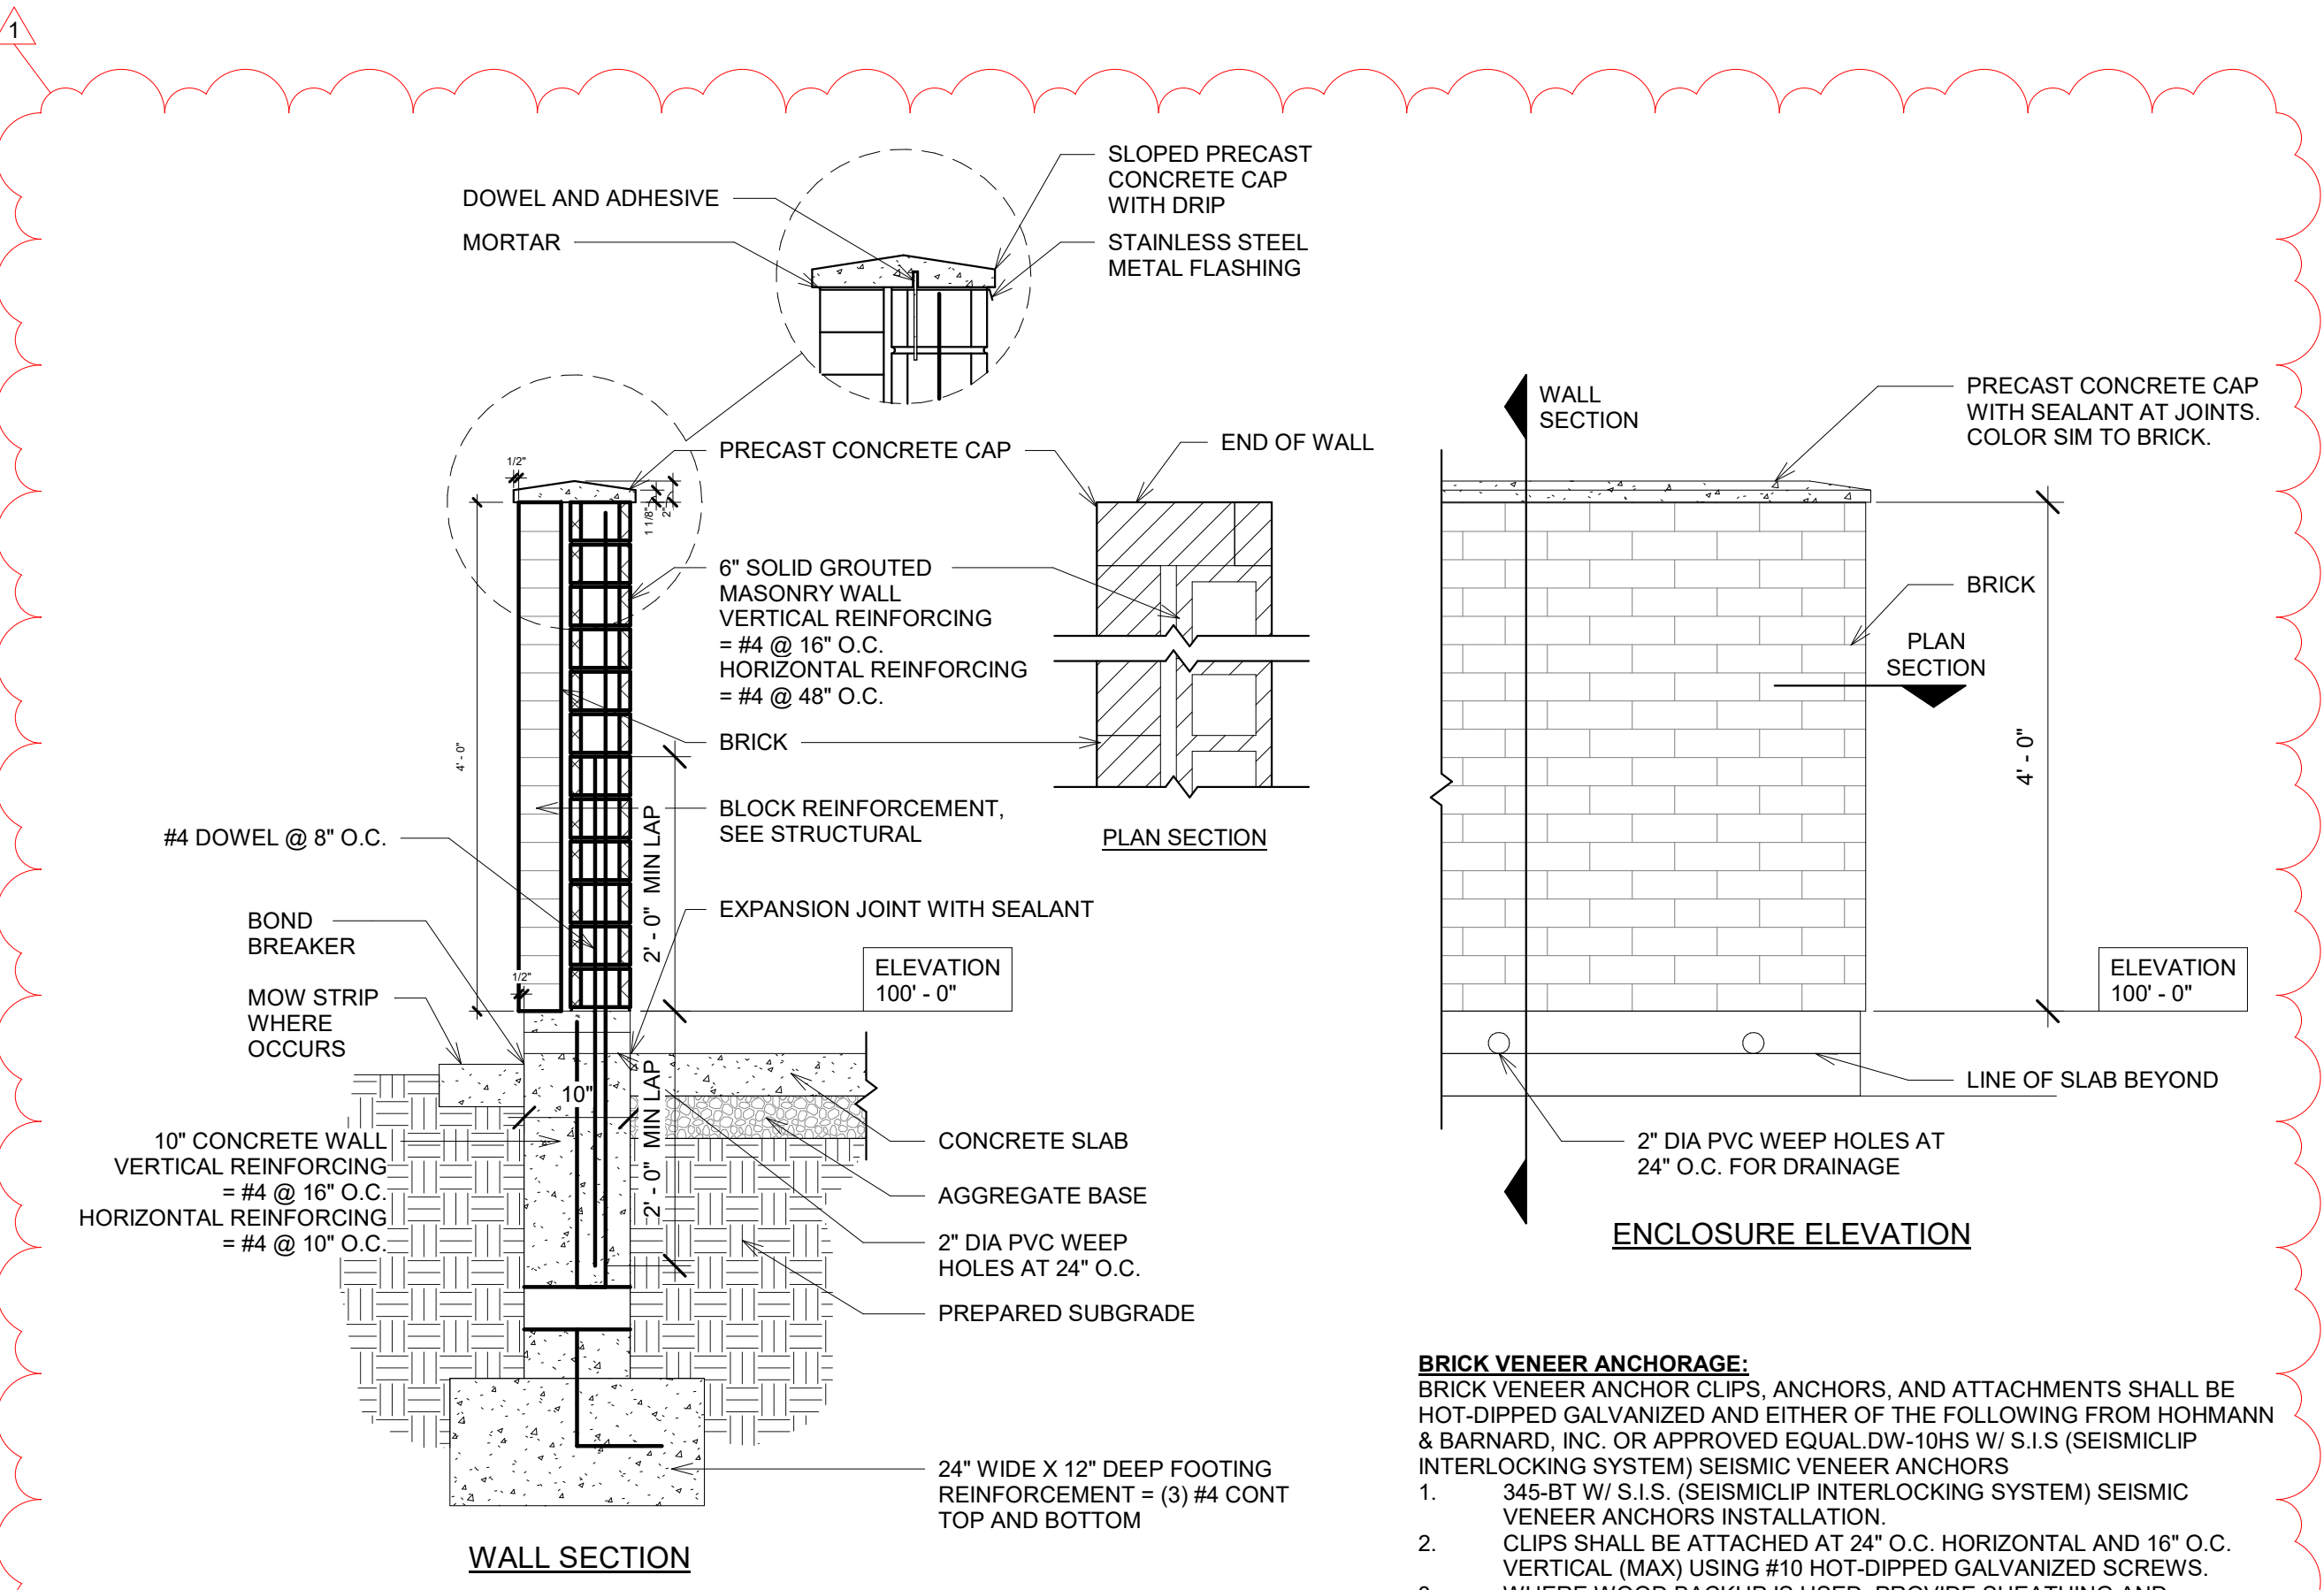 1
SLOPED PRECAST
CONCRETE CAP
WITH DRIP
DOWEL AND ADHESIVE
MORTAR
STAINLESS STEEL
METAL FLASHING
WALL
SECTION
PRECAST CONCRETE CAP
WITH SEALANT AT JOINTS.
COLOR SIM TO BRICK.
PRECAST CONCRETE CAP
END OF WALL
1/2"
1 1/8"
2"
6" SOLID GROUTED
MASONRY WALL
VERTICAL REINFORCING
= #4 @ 16" O.C.
HORIZONTAL REINFORCING
= #4 @ 48" O.C.
BRICK
PLAN
SECTION
BRICK
4' - 0"
4' - 0"
BLOCK REINFORCEMENT,
SEE STRUCTURAL
PLAN SECTION
#4 DOWEL @ 8" O.C.
2' - 0" MIN LAP
BOND
BREAKER
EXPANSION JOINT WITH SEALANT
1/2"
ELEVATION
100' - 0"
ELEVATION
100' - 0"
MOW STRIP
WHERE
OCCURS
10"
2' - 0" MIN LAP
LINE OF SLAB BEYOND
10" CONCRETE WALL
VERTICAL REINFORCING
= #4 @ 16" O.C.
HORIZONTAL REINFORCING
= #4 @ 10" O.C.
CONCRETE SLAB
AGGREGATE BASE
2" DIA PVC WEEP
HOLES AT 24" O.C.
PREPARED SUBGRADE
2" DIA PVC WEEP HOLES AT
24" O.C. FOR DRAINAGE
ENCLOSURE ELEVATION
24" WIDE X 12" DEEP FOOTING
REINFORCEMENT = (3) #4 CONT
TOP AND BOTTOM
WALL SECTION
BRICK VENEER ANCHORAGE:
BRICK VENEER ANCHOR CLIPS, ANCHORS, AND ATTACHMENTS SHALL BE
HOT-DIPPED GALVANIZED AND EITHER OF THE FOLLOWING FROM HOHMANN
& BARNARD, INC. OR APPROVED EQUAL.DW-10HS W/ S.I.S (SEISMICLIP
INTERLOCKING SYSTEM) SEISMIC VENEER ANCHORS
1. 345-BT W/ S.I.S. (SEISMICLIP INTERLOCKING SYSTEM) SEISMIC
VENEER ANCHORS INSTALLATION.
2. CLIPS SHALL BE ATTACHED AT 24" O.C. HORIZONTAL AND 16" O.C.
VERTICAL (MAX) USING #10 HOT-DIPPED GALVANIZED SCREWS.
3. WHERE WOOD BACKUP IS USED, PROVIDE SHEATHING AND